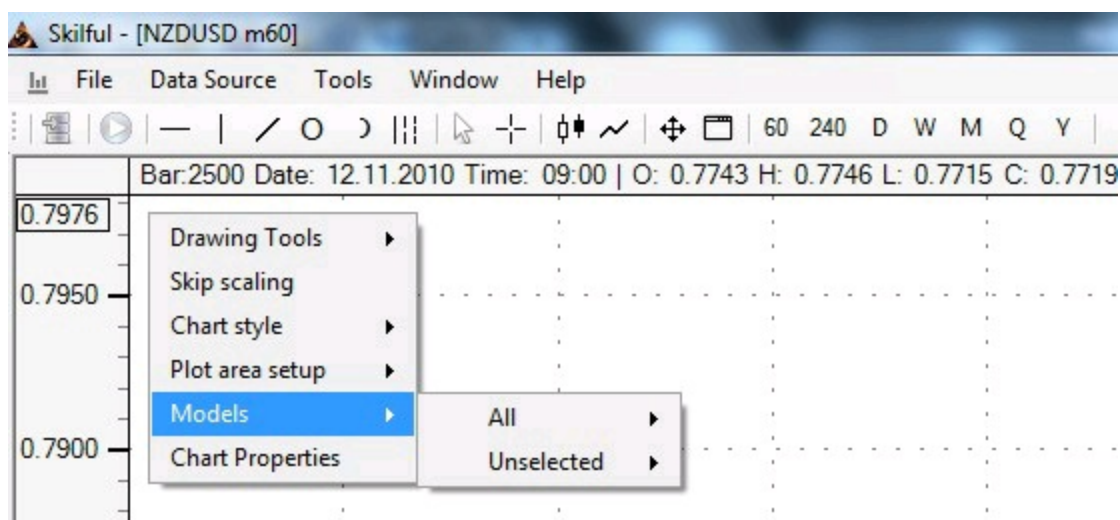 Skilful - [NZDUSD m60]
File Data Source Tools Window Help
60 240 D W M Q Y
Bar:2500 Date: 12.11.2010 Time: 09:00 | O: 0.7743 H: 0.7746 L: 0.7715 C: 0.7719
0.7976
Drawing Tools
Skip scaling
0.7950
Chart style
Plot area setup
Models
All
0.7900
Chart Properties
Unselected